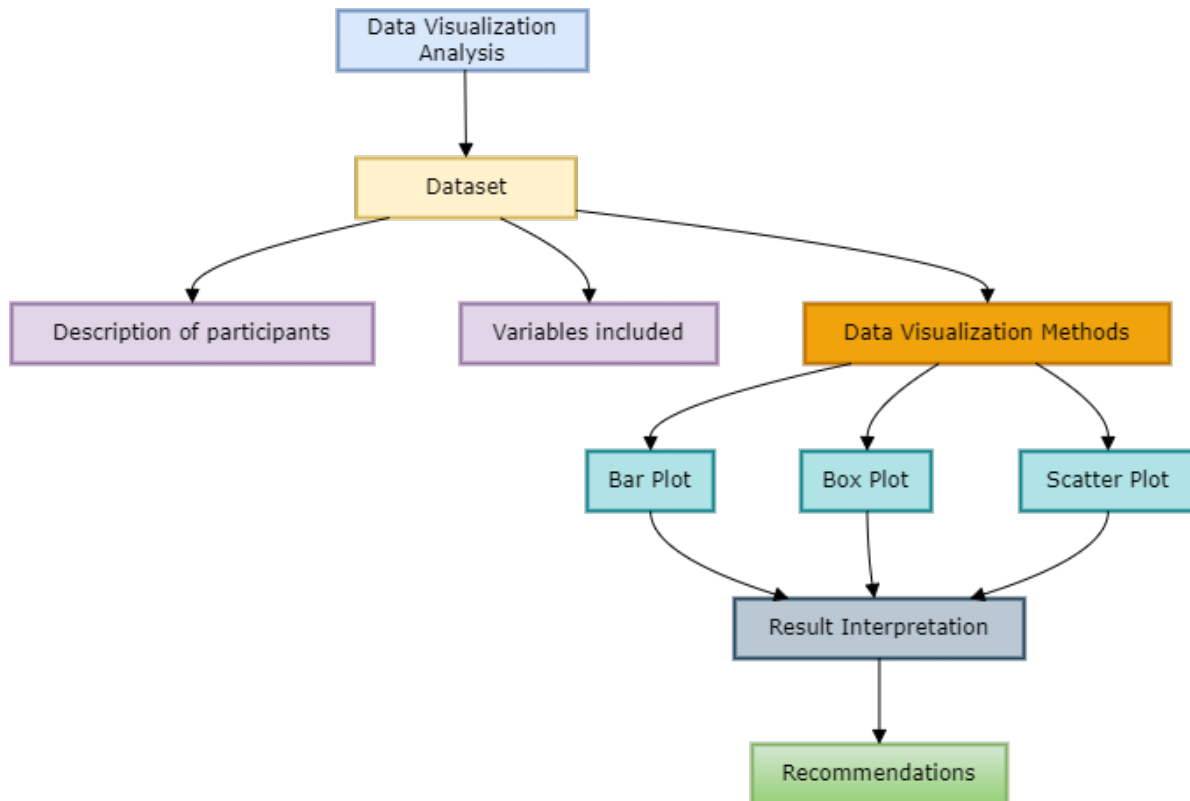 Data Visualization
Analysis
Dataset
Description of participants
Variables included
Data Visualization Methods
Bar Plot
Box Plot
Scatter Plot
Result Interpretation
Recommendations